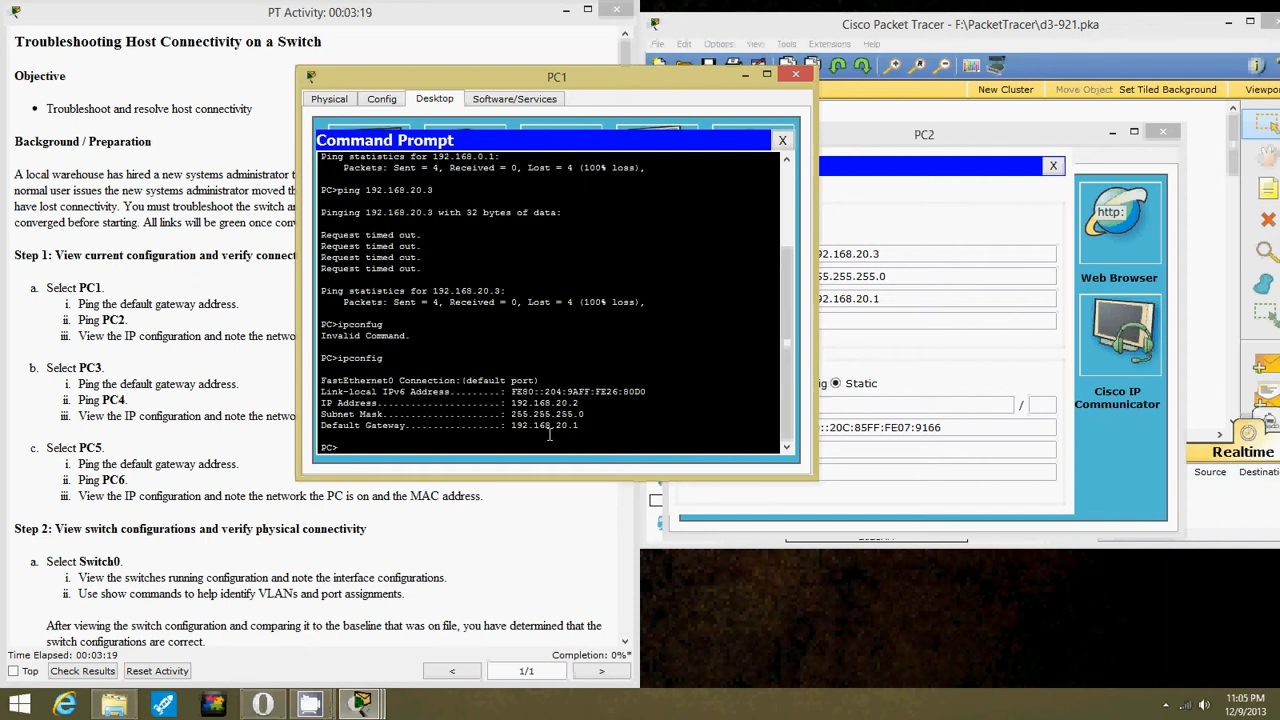 PT Activity: 00:03:19
Troubleshooting Host Connectivity on a Switch
Objective
Troubleshoot and resolve host connectivity
Background / Preparation
A local warehouse has hired a new systems administrator t
normal user issues the new systems administrator moved th
have lost connectivity. You must troubleshoot the switch an
converged before starting. All links will be green once conv
Step 1: View current configuration and verify connec
a. Select PC1.
i. Ping the default gateway address.
ii. Ping PC2.
iii. View the IP configuration and note the netw
b. Select PC3.
i. Ping the default gateway address.
ii. Ping PC4.
iii. View the IP configuration and note the netw
c. Select PC5.
i. Ping the default gateway address.
ii. Ping PC6.
iii. View the IP configuration and note the network the PC is on and the MAC address.
Step 2: View switch configurations and verify physical connectivity
a. Select Switch0.
i. View the switches running configuration and note the interface configurations.
ii. Use show commands to help identify VLANs and port assignments.
After viewing the switch configuration and comparing it to the baseline that was on file, you have determined that the
switch configurations are correct.
Time Elapsed: 00:03:19
Completion: 0%*
Top
Check Results
Reset Activity
<
1/1
>
PC1
Physical
Config
Desktop
Software/Services
Command Prompt
X
Ping statistics for 192.168.0.1:
Packets: Sent = 4, Received = 0, Lost = 4 (100% loss),
PC>ping 192.168.20.3
Pinging 192.168.20.3 with 32 bytes of data:
Request timed out.
Request timed out.
Request timed out.
Request timed out.
Ping statistics for 192.168.20.3:
Packets: Sent = 4, Received = 0, Lost = 4 (100% loss),
PC>ipconfug
Invalid Command.
PC>ipconfig
FastEthernet0 Connection:(default port)
Link-local IPv6 Address.........: FE80::204:9AFF:FE26:80D0
IP Address......................: 192.168.20.2
Subnet Mask.....................: 255.255.255.0
Default Gateway.................: 192.168.20.1
PC>
Cisco Packet Tracer - F:\PacketTracer\d3-921.pka
File Edit Options View Tools Extensions Help
New Cluster
Move Object
Set Tiled Background
Viewpor
PC2
X
92.168.20.3
55.255.255.0
92.168.20.1
ig
Static
/
::20C:85FF:FE07:9166
http:
Web Browser
Cisco IP
Communicator
Realtime
Source
Destinatio
11:05 PM
12/9/2013